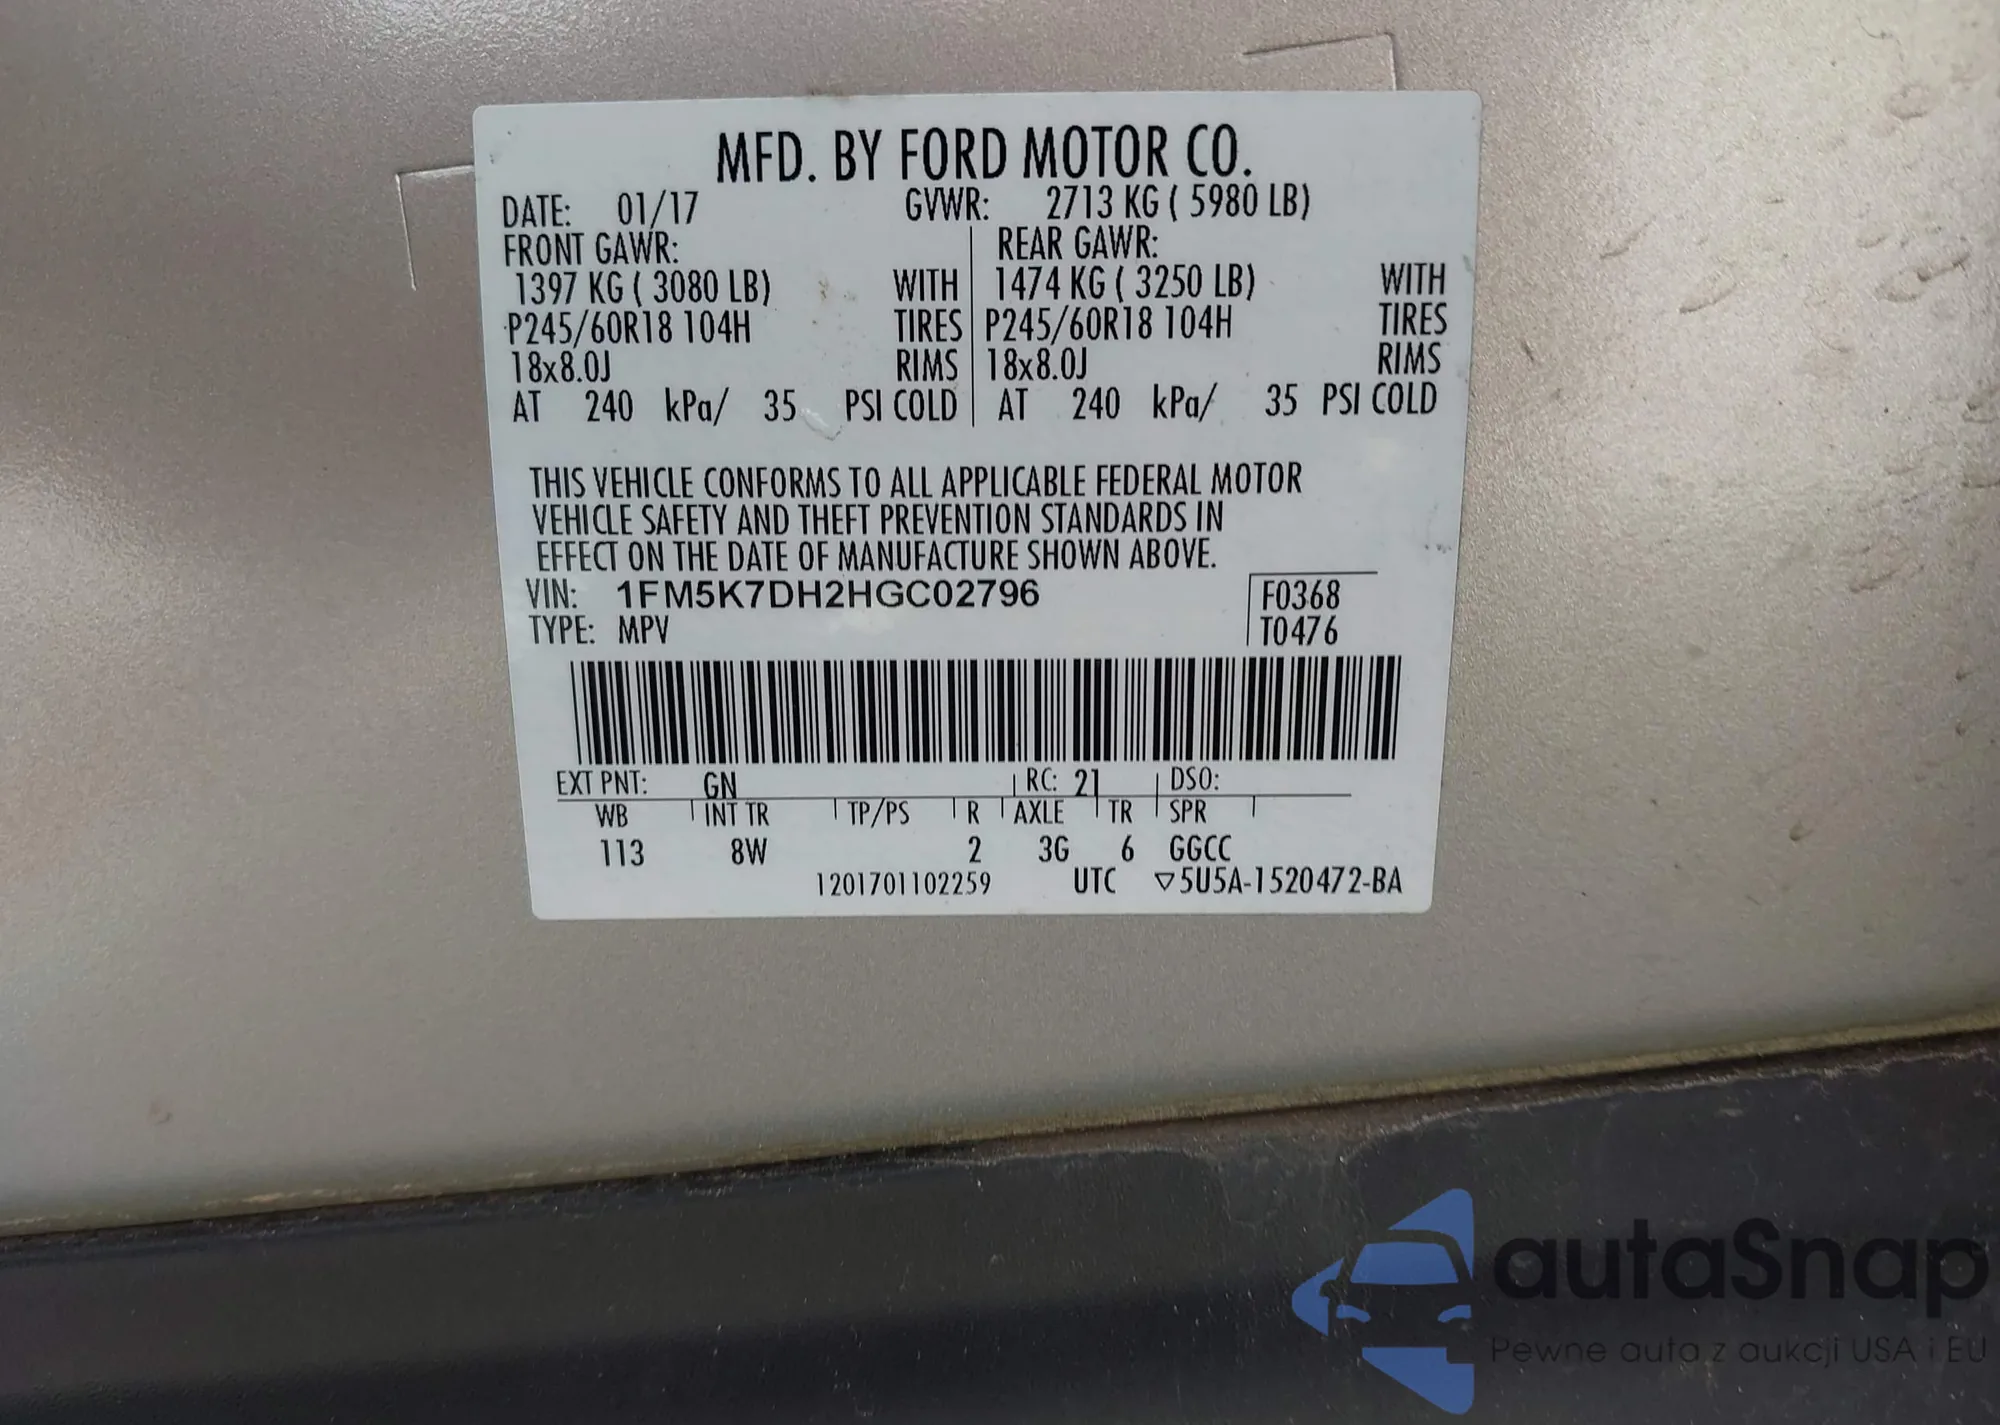 MFD. BY FORD MOTOR CO.
DATE: 01/17 GVWR: 2713 KG ( 5980 LB)
FRONT GAWR: REAR GAWR:
1397 KG ( 3080 LB) WITH 1474 KG ( 3250 LB) WITH
P245/60R18 104H TIRES P245/60R18 104H TIRES
18x8.0J RIMS 18x8.0J RIMS
AT 240 kPa/ 35 PSI COLD AT 240 kPa/ 35 PSI COLD
THIS VEHICLE CONFORMS TO ALL APPLICABLE FEDERAL MOTOR
VEHICLE SAFETY AND THEFT PREVENTION STANDARDS IN
EFFECT ON THE DATE OF MANUFACTURE SHOWN ABOVE.
VIN: 1FM5K7DH2HGC02796 F0368
TYPE: MPV T0476
EXT PNT: GN RC: 21 DSO:
WB INT TR TP/PS R AXLE TR SPR
113 8W 2 3G 6 GGCC
1201701102259 UTC ▽5U5A-1520472-BA
autaSnap
Pewne auta z aukcji USA i EU